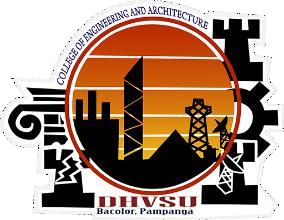 COLLEGE OF ENGINEERING AND ARCHITECTURE
DHVSU
Bacolor, Pampanga